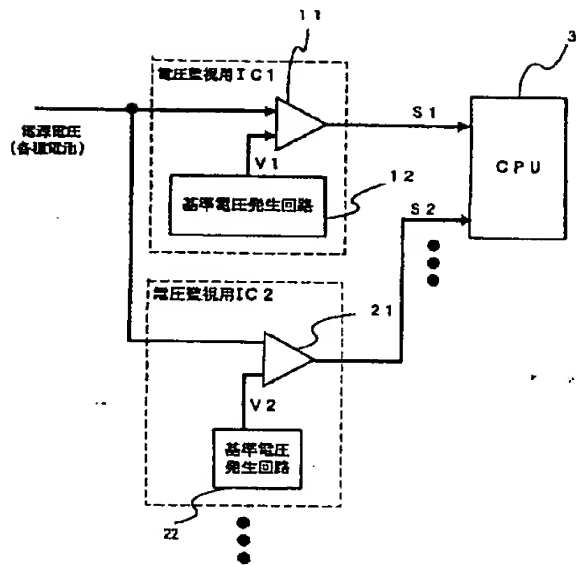 11
電圧監視用IC1
3
電源電圧
(各種電池)
S1
V1
CPU
12
基準電圧発生回路
S2
電圧監視用IC2
21
V2
基準電圧
発生回路
22